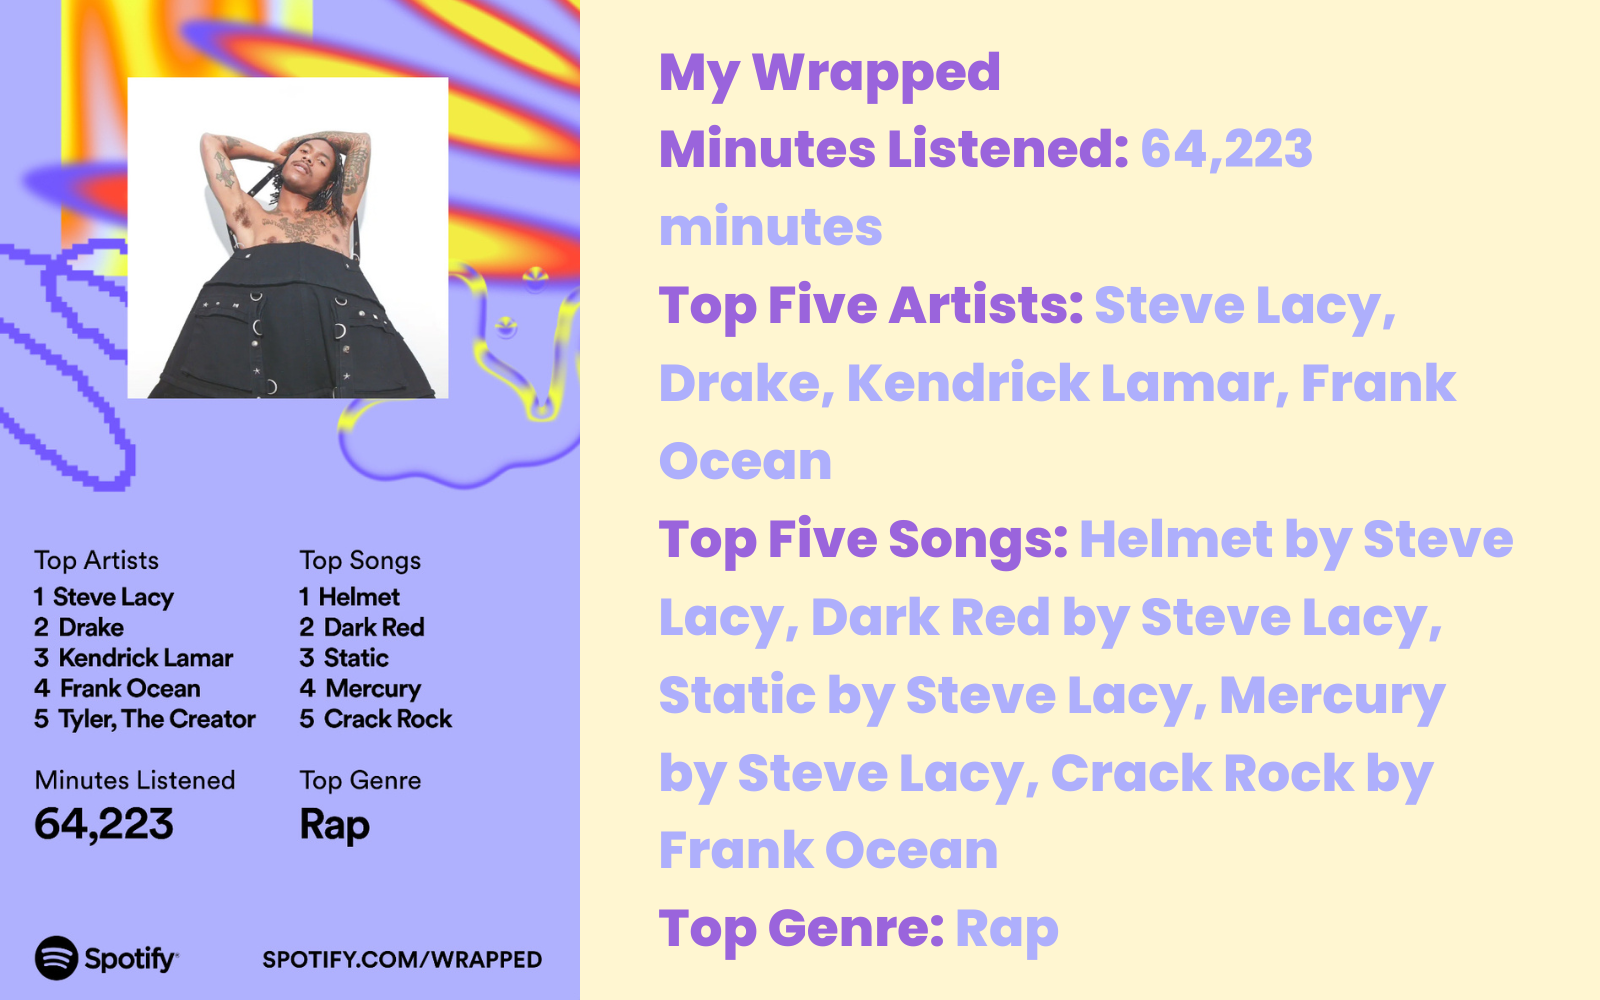 Top Artists
1 Steve Lacy
2 Drake
3 Kendrick Lamar
4 Frank Ocean
5 Tyler, The Creator
Top Songs
1 Helmet
2 Dark Red
3 Static
4 Mercury
5 Crack Rock
Minutes Listened
64,223
Top Genre
Rap
Spotify
SPOTIFY.COM/WRAPPED
My Wrapped
Minutes Listened: 64,223
minutes
Top Five Artists: Steve Lacy,
Drake, Kendrick Lamar, Frank
Ocean
Top Five Songs: Helmet by Steve
Lacy, Dark Red by Steve Lacy,
Static by Steve Lacy, Mercury
by Steve Lacy, Crack Rock by
Frank Ocean
Top Genre: Rap